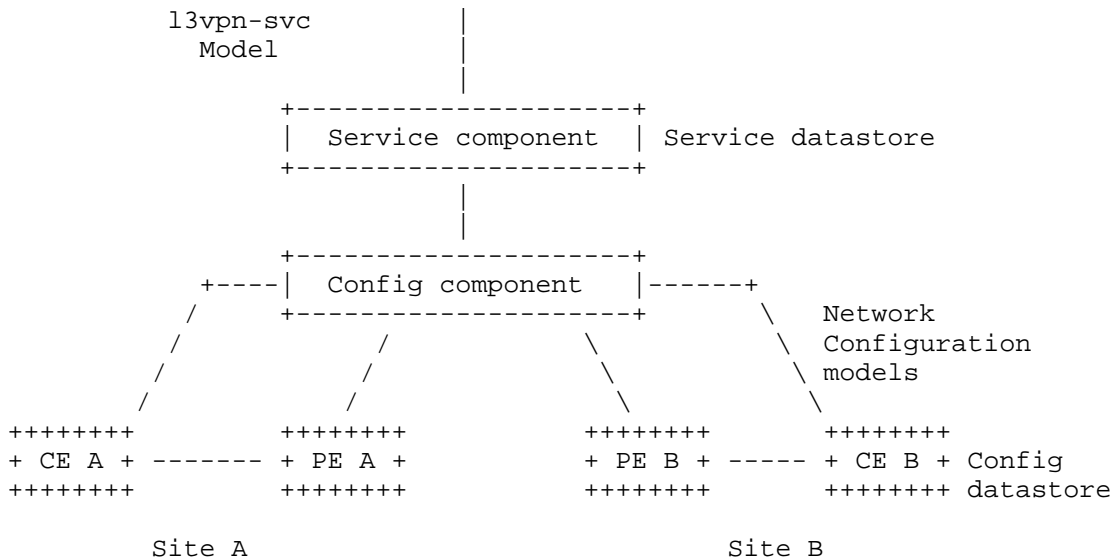 l3vpn-svc
Model
Service component Service datastore
Config component
Network
Configuration
models
CE A PE A PE B CE B Config
datastore
Site A Site B